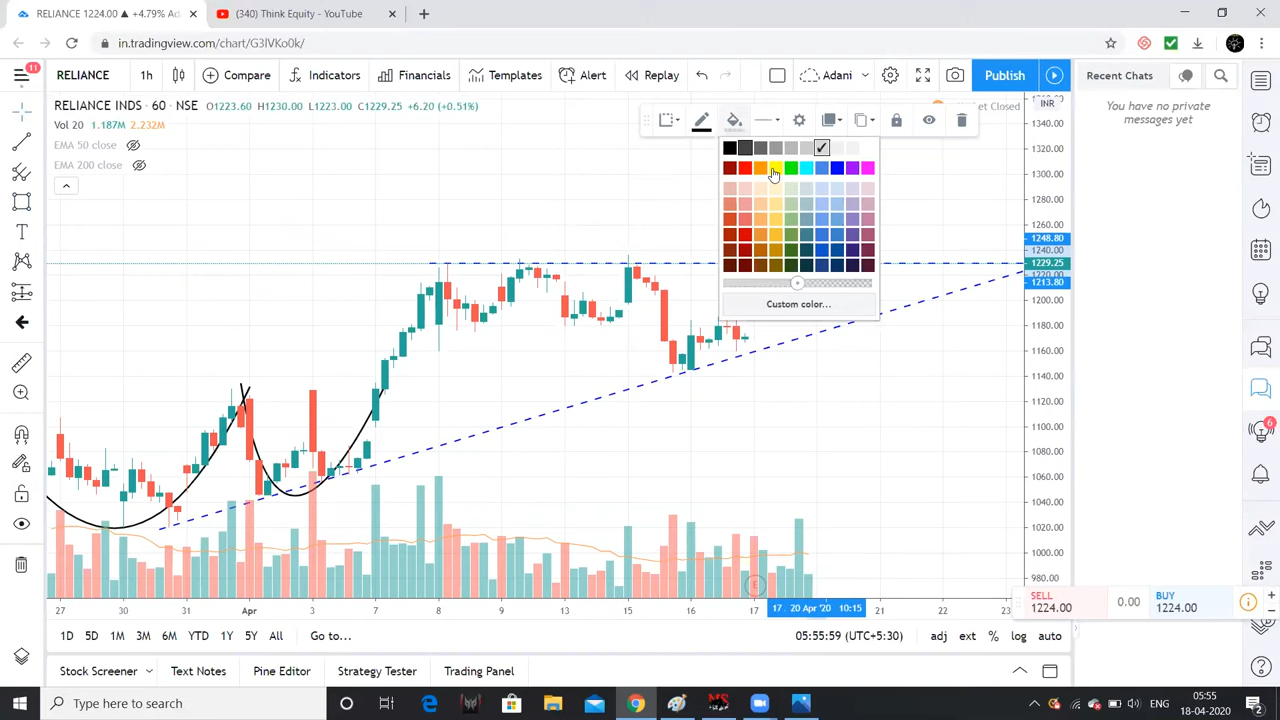 RELIANCE 1224.00 ▲ +4.79% Ad
(340) Think Equity - YouTube
in.tradingview.com/chart/G3lVKo0k/
11
RELIANCE
1h
Compare
Indicators
Financials
Templates
Alert
Replay
Adani
Publish
Recent Chats
RELIANCE INDS · 60 · NSE
O1223.60 H1230.00 L1223.00 C1229.25 +6.20 (+0.51%)
Market Closed
INR
You have no private
messages yet
Vol 20 1.187M 2.232M
EMA 50 close
EMA 200 close
Custom color...
1340.00
1320.00
1300.00
1280.00
1260.00
1248.80
1240.00
1229.25
1220.00
1213.80
1200.00
1180.00
1160.00
1140.00
1120.00
1100.00
1080.00
1060.00
1040.00
1020.00
1000.00
980.00
6
E
27
30
Apr
3
7
9
13
15
16
17
17
20 Apr '20 10:15
21
22
23
SELL
1224.00
0.00
BUY
1224.00
1D 5D 1M 3M 6M YTD 1Y 5Y All Go to...
05:55:59 (UTC+5:30)
adj ext % log auto
Stock Screener
Text Notes
Pine Editor
Strategy Tester
Trading Panel
Type here to search
ENG
05:55
18-04-2020
2